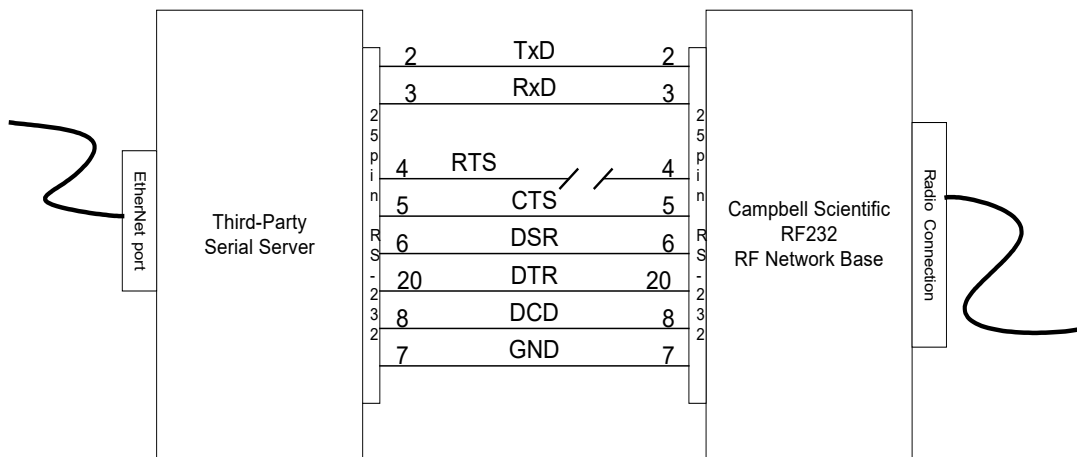 EtherNet port
Third-Party
Serial Server
25pin RS-232
2 TxD 2
3 RxD 3
4 RTS 4
5 CTS 5
6 DSR 6
20 DTR 20
8 DCD 8
7 GND 7
25pin RS-232
Campbell Scientific
RF232
RF Network Base
Radio Connection